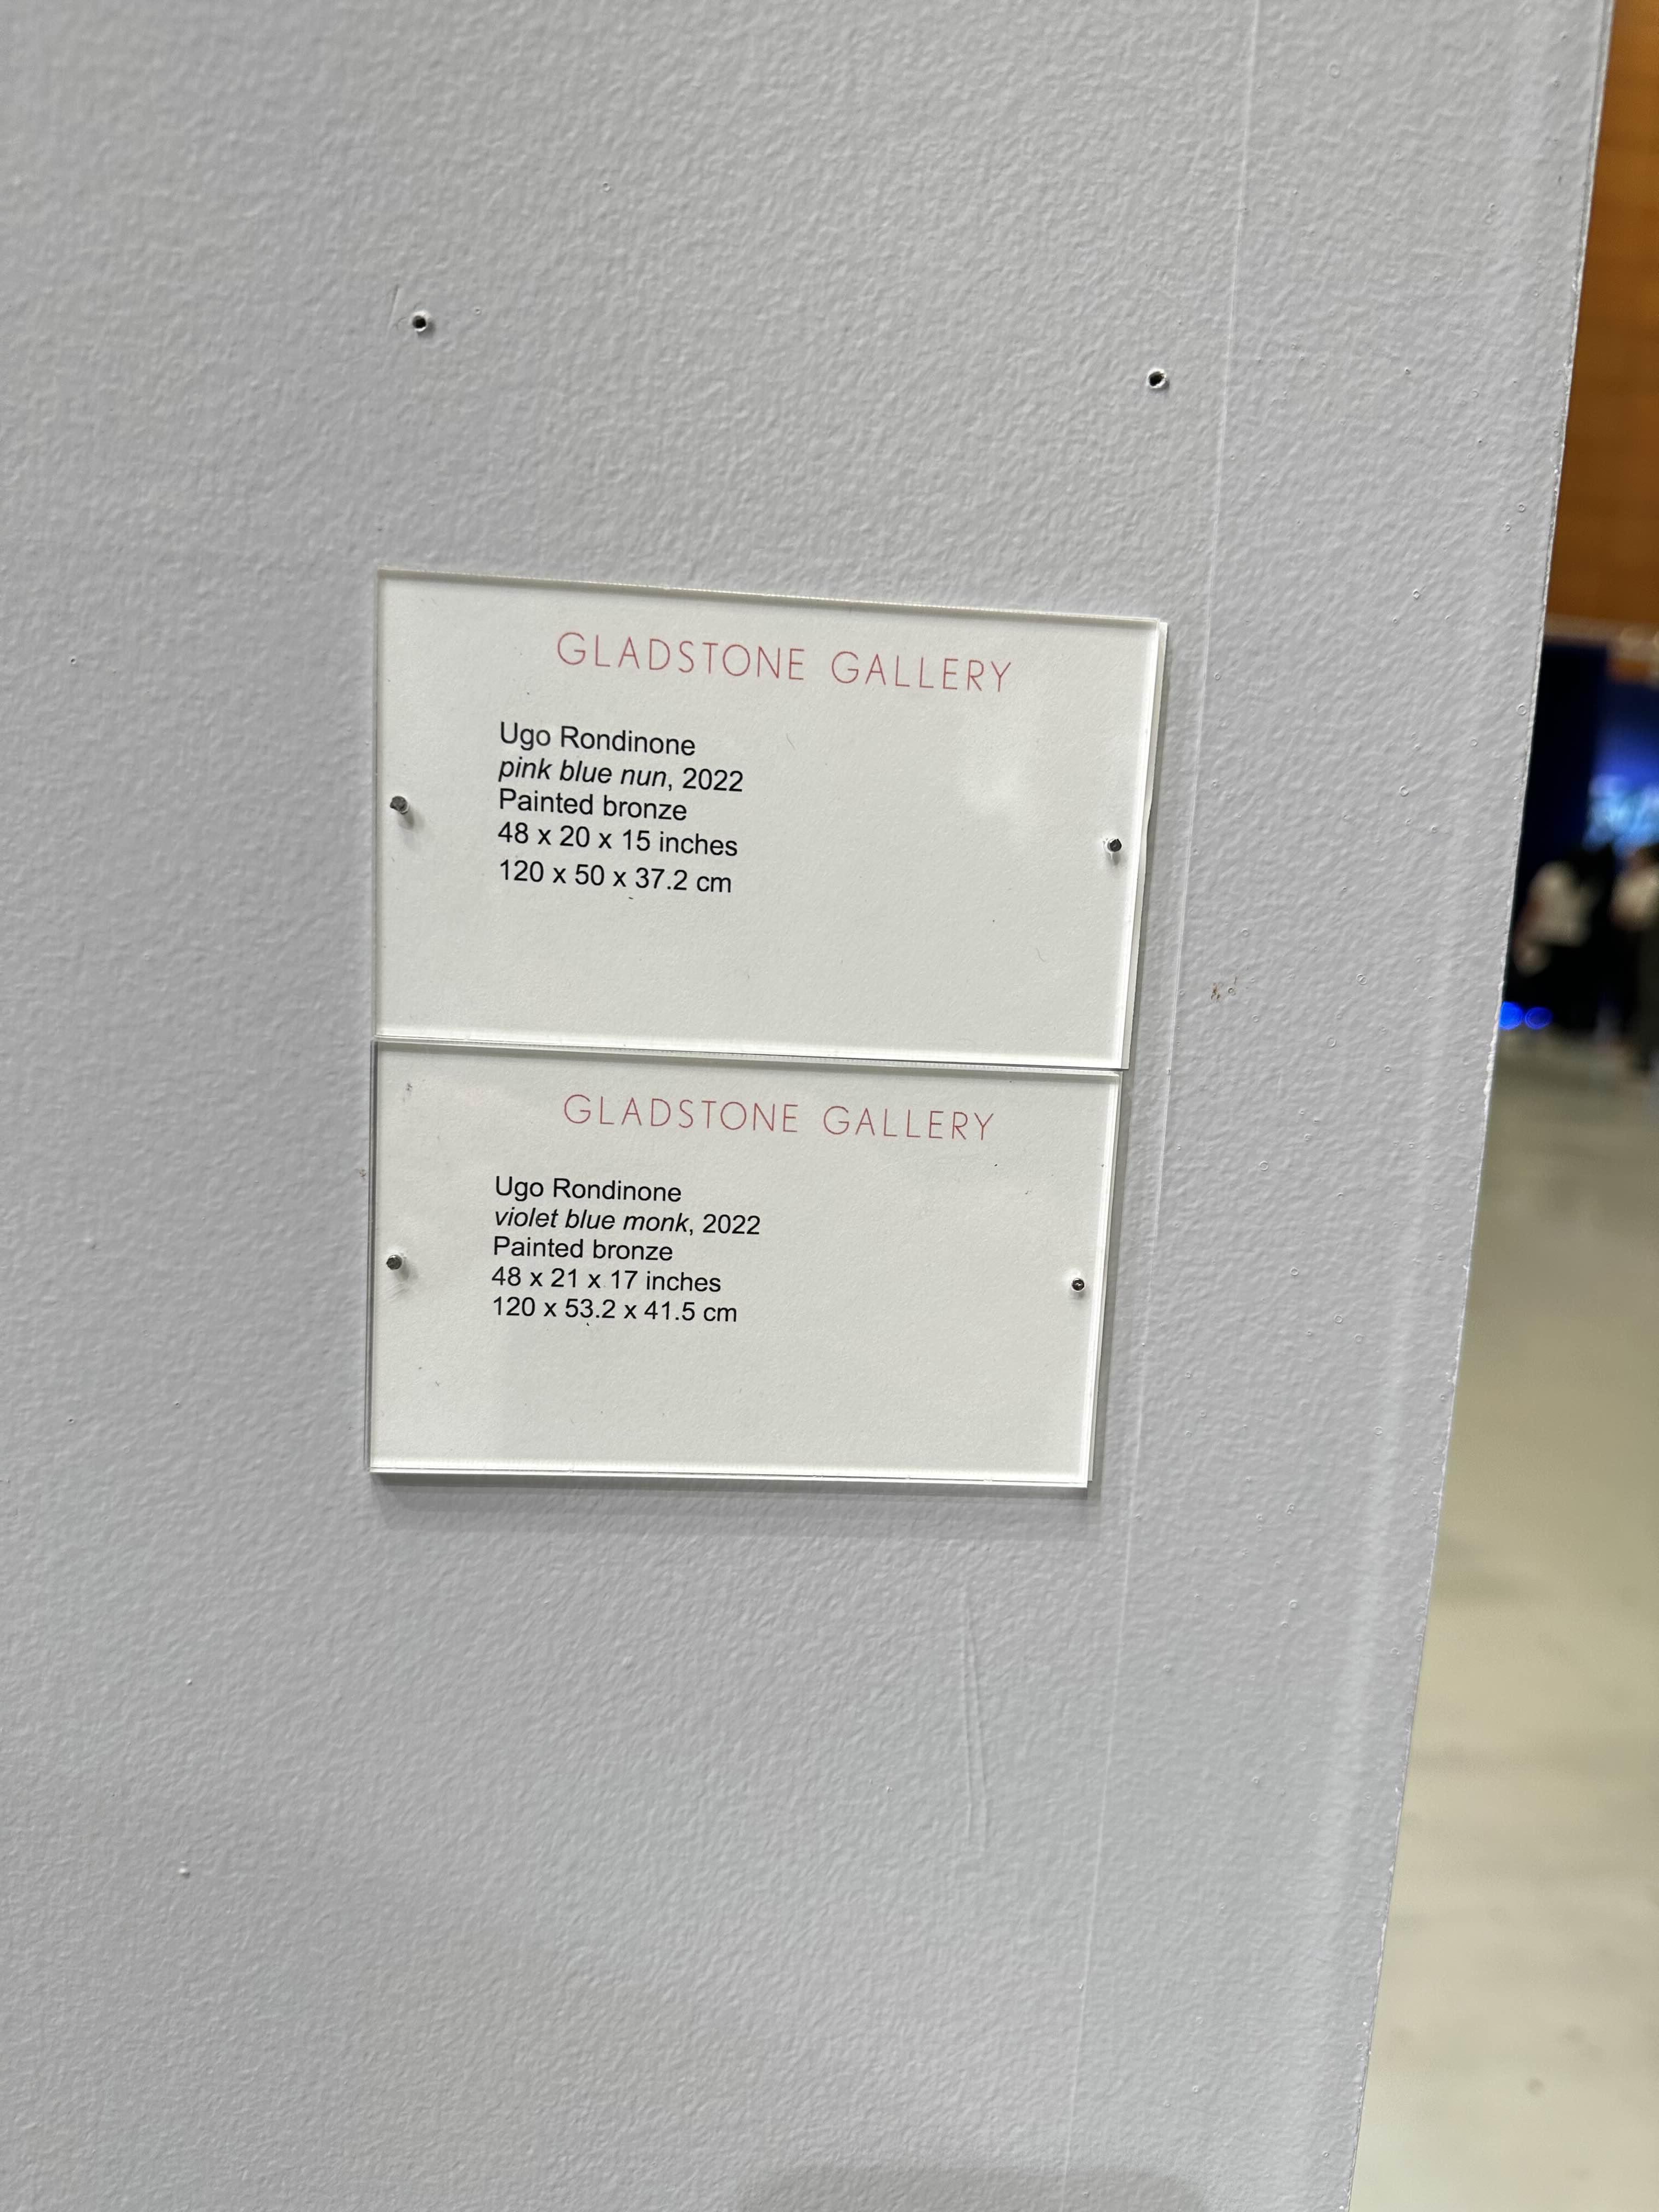 GLADSTONE GALLERY
Ugo Rondinone
pink blue nun, 2022
Painted bronze
48 x 20 x 15 inches
120 x 50 x 37.2 cm
GLADSTONE GALLERY
Ugo Rondinone
violet blue monk, 2022
Painted bronze
48 x 21 x 17 inches
120 x 53.2 x 41.5 cm